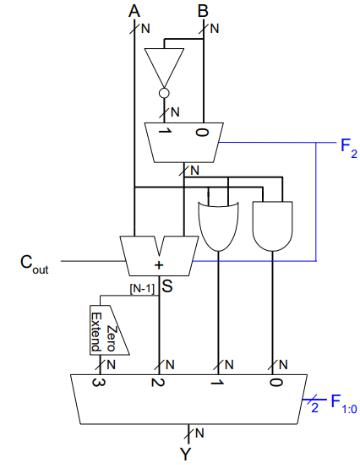 A B
N N
N
1 0
F2
N
Cout
+
[N-1] S
Zero Extend
N N N N
3 2 1 0
2 F1:0
N
Y